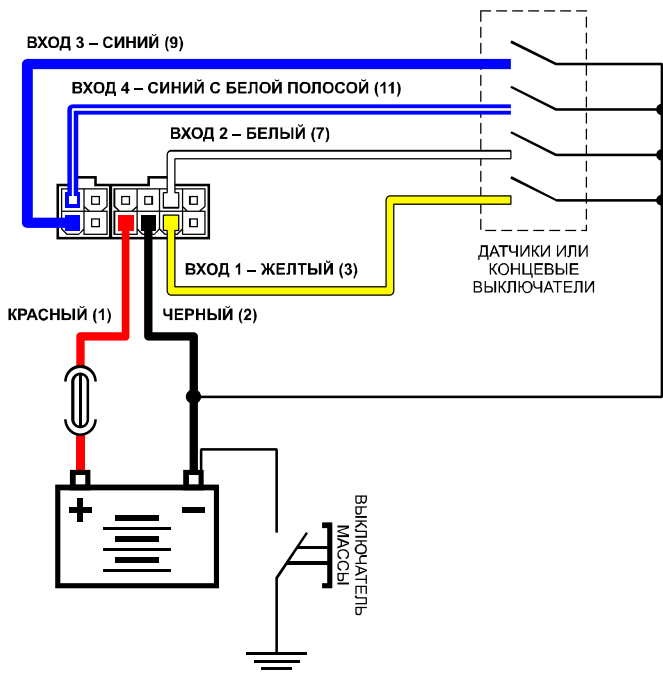 ВХОД 3 – СИНИЙ (9)
ВХОД 4 – СИНИЙ С БЕЛОЙ ПОЛОСОЙ (11)
ВХОД 2 – БЕЛЫЙ (7)
ВХОД 1 – ЖЕЛТЫЙ (3)
ДАТЧИКИ ИЛИ
КОНЦЕВЫЕ
ВЫКЛЮЧАТЕЛИ
КРАСНЫЙ (1)
ЧЕРНЫЙ (2)
+
–
ВЫКЛЮЧАТЕЛЬ
МАССЫ